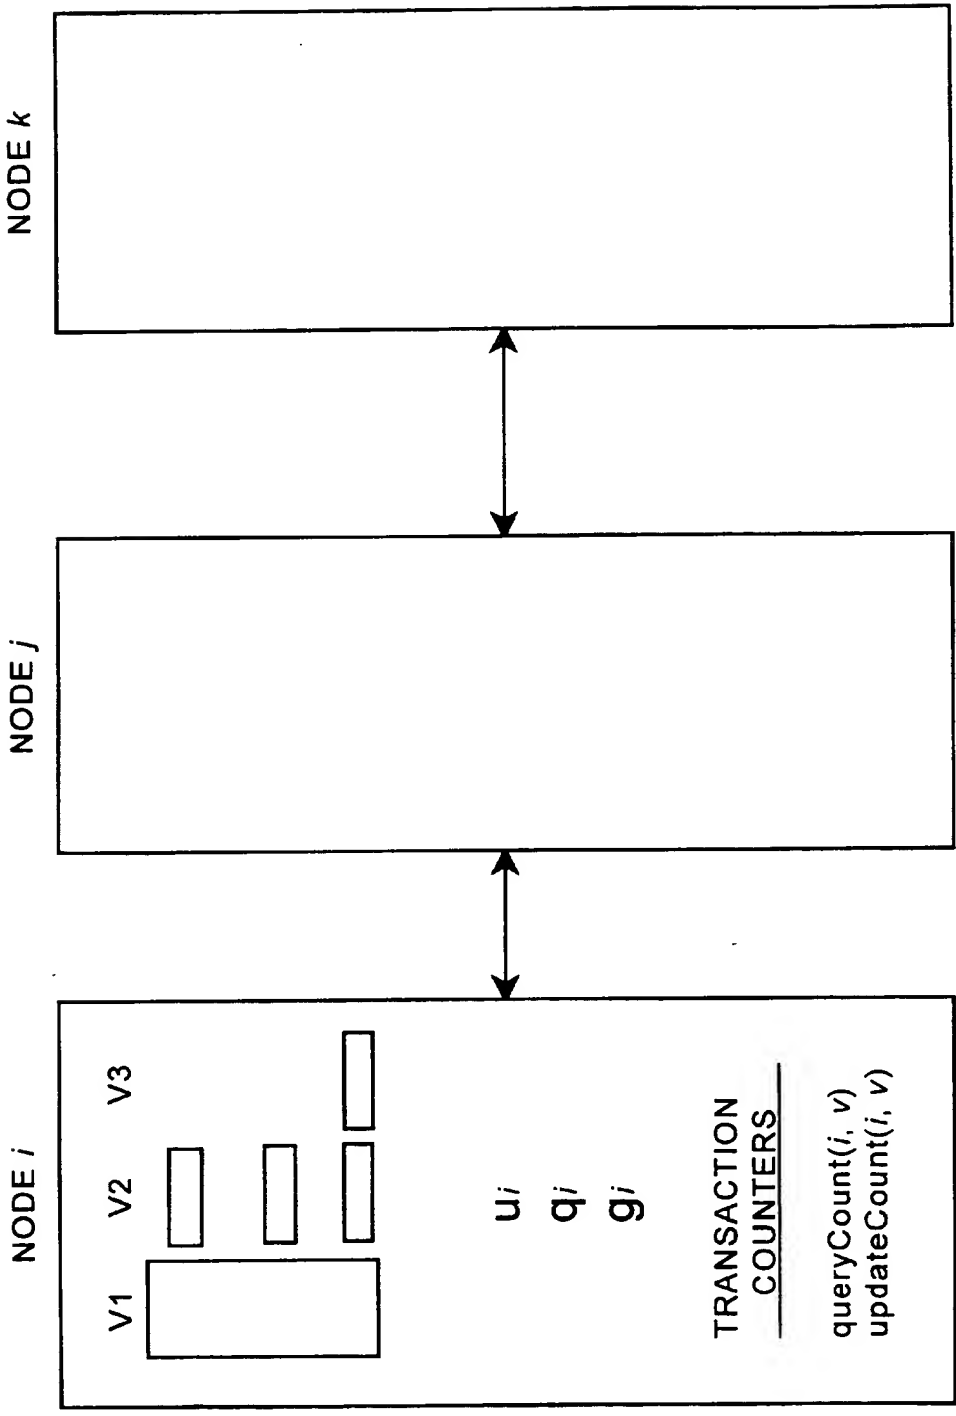 NODE i
NODE j
NODE k
V1 V2 V3
ui
qi
gi
TRANSACTION
COUNTERS
queryCount(i, v)
updateCount(i, v)